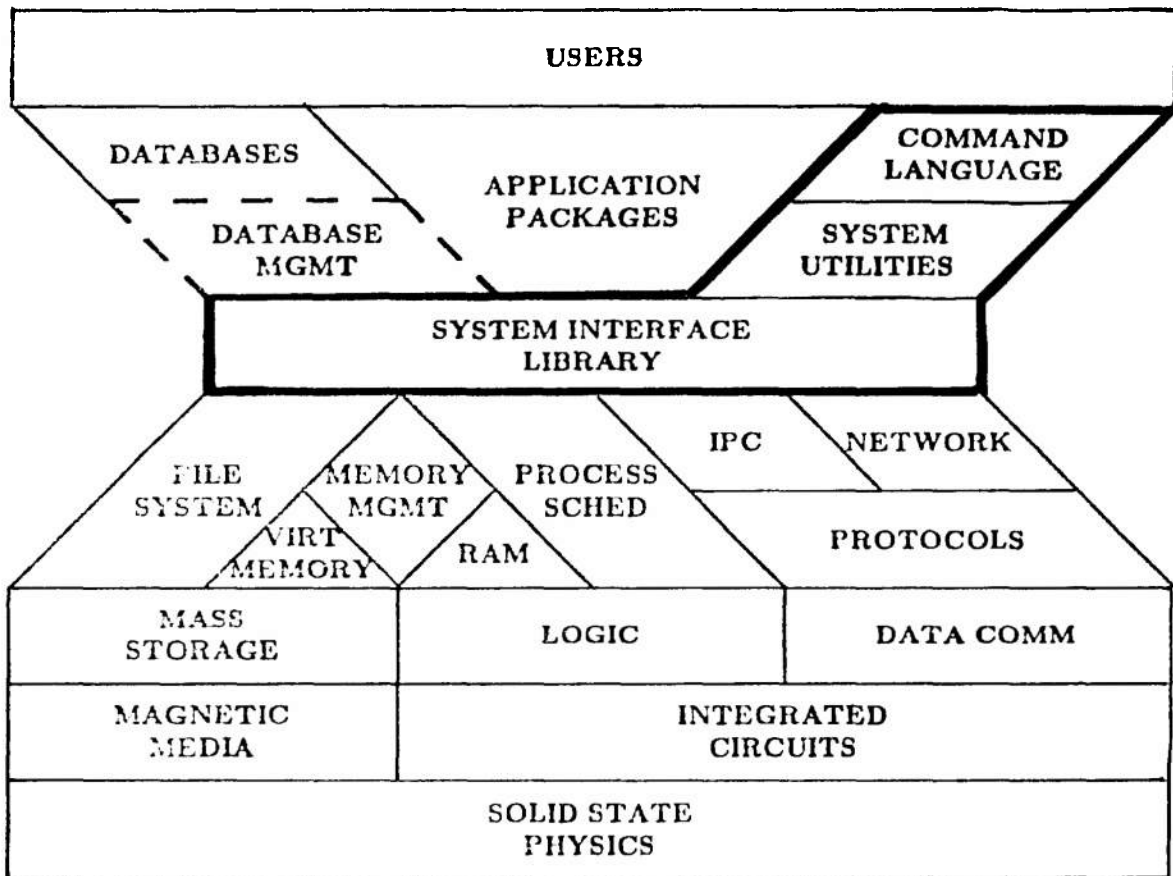 USERS
DATABASES
APPLICATION
PACKAGES
COMMAND
LANGUAGE
DATABASE
MGMT
SYSTEM
UTILITIES
SYSTEM INTERFACE
LIBRARY
FILE
SYSTEM
MEMORY
MGMT
VIRT
MEMORY
RAM
PROCESS
SCHED
IPC
NETWORK
PROTOCOLS
MASS
STORAGE
LOGIC
DATA COMM
MAGNETIC
MEDIA
INTEGRATED
CIRCUITS
SOLID STATE
PHYSICS